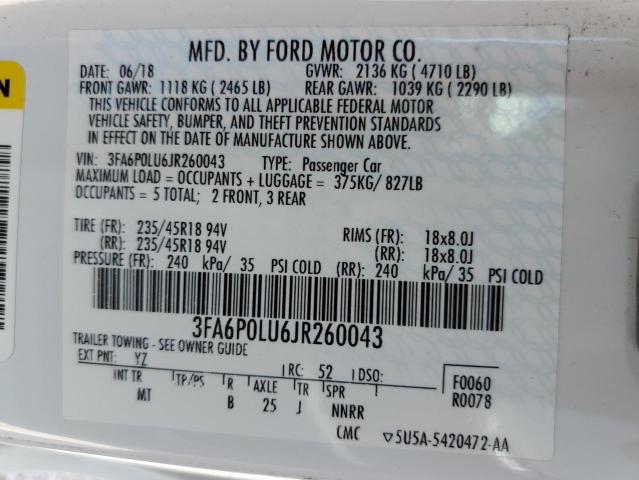 N
MFD. BY FORD MOTOR CO.
DATE: 06/18 GVWR: 2136 KG ( 4710 LB)
FRONT GAWR: 1118 KG ( 2465 LB) REAR GAWR: 1039 KG ( 2290 LB)
THIS VEHICLE CONFORMS TO ALL APPLICABLE FEDERAL MOTOR
VEHICLE SAFETY, BUMPER, AND THEFT PREVENTION STANDARDS
IN EFFECT ON THE DATE OF MANUFACTURE SHOWN ABOVE.
VIN: 3FA6P0LU6JR260043 TYPE: Passenger Car
MAXIMUM LOAD = OCCUPANTS + LUGGAGE = 375KG/ 827LB
OCCUPANTS = 5 TOTAL; 2 FRONT, 3 REAR
TIRE (FR): 235/45R18 94V RIMS (FR): 18x8.0J
(RR): 235/45R18 94V (RR): 18x8.0J
PRESSURE (FR): 240 kPa/ 35 PSI COLD (RR): 240 kPa/ 35 PSI COLD
3FA6P0LU6JR260043
TRAILER TOWING - SEE OWNER GUIDE
EXT PNT: YZ RC: 52 DSO: F0060
INT TR TP/PS R AXLE TR SPR R0078
MT B 25 J NNRR
CMC ▽5U5A-5420472-AA